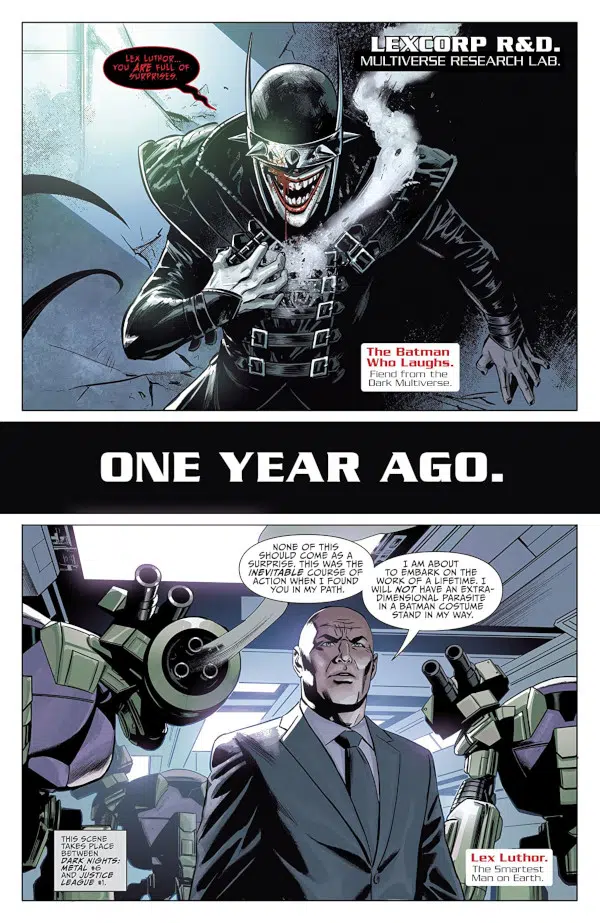 LEXCORP R&D.
MULTIVERSE RESEARCH LAB.
LEX LUTHOR...
YOU ARE FULL OF
SURPRISES.
The Batman
Who Laughs.
Fiend from the
Dark Multiverse.
ONE YEAR AGO.
NONE OF THIS
SHOULD COME AS A
SURPRISE. THIS WAS THE
INEVITABLE COURSE OF
ACTION WHEN I FOUND
YOU IN MY PATH.
I AM ABOUT
TO EMBARK ON THE
WORK OF A LIFETIME. I
WILL NOT HAVE AN EXTRA-
DIMENSIONAL PARASITE
IN A BATMAN COSTUME
STAND IN MY WAY.
THIS SCENE
TAKES PLACE
BETWEEN
DARK NIGHTS:
METAL #6
AND JUSTICE
LEAGUE #1.
Lex Luthor.
The Smartest
Man on Earth.